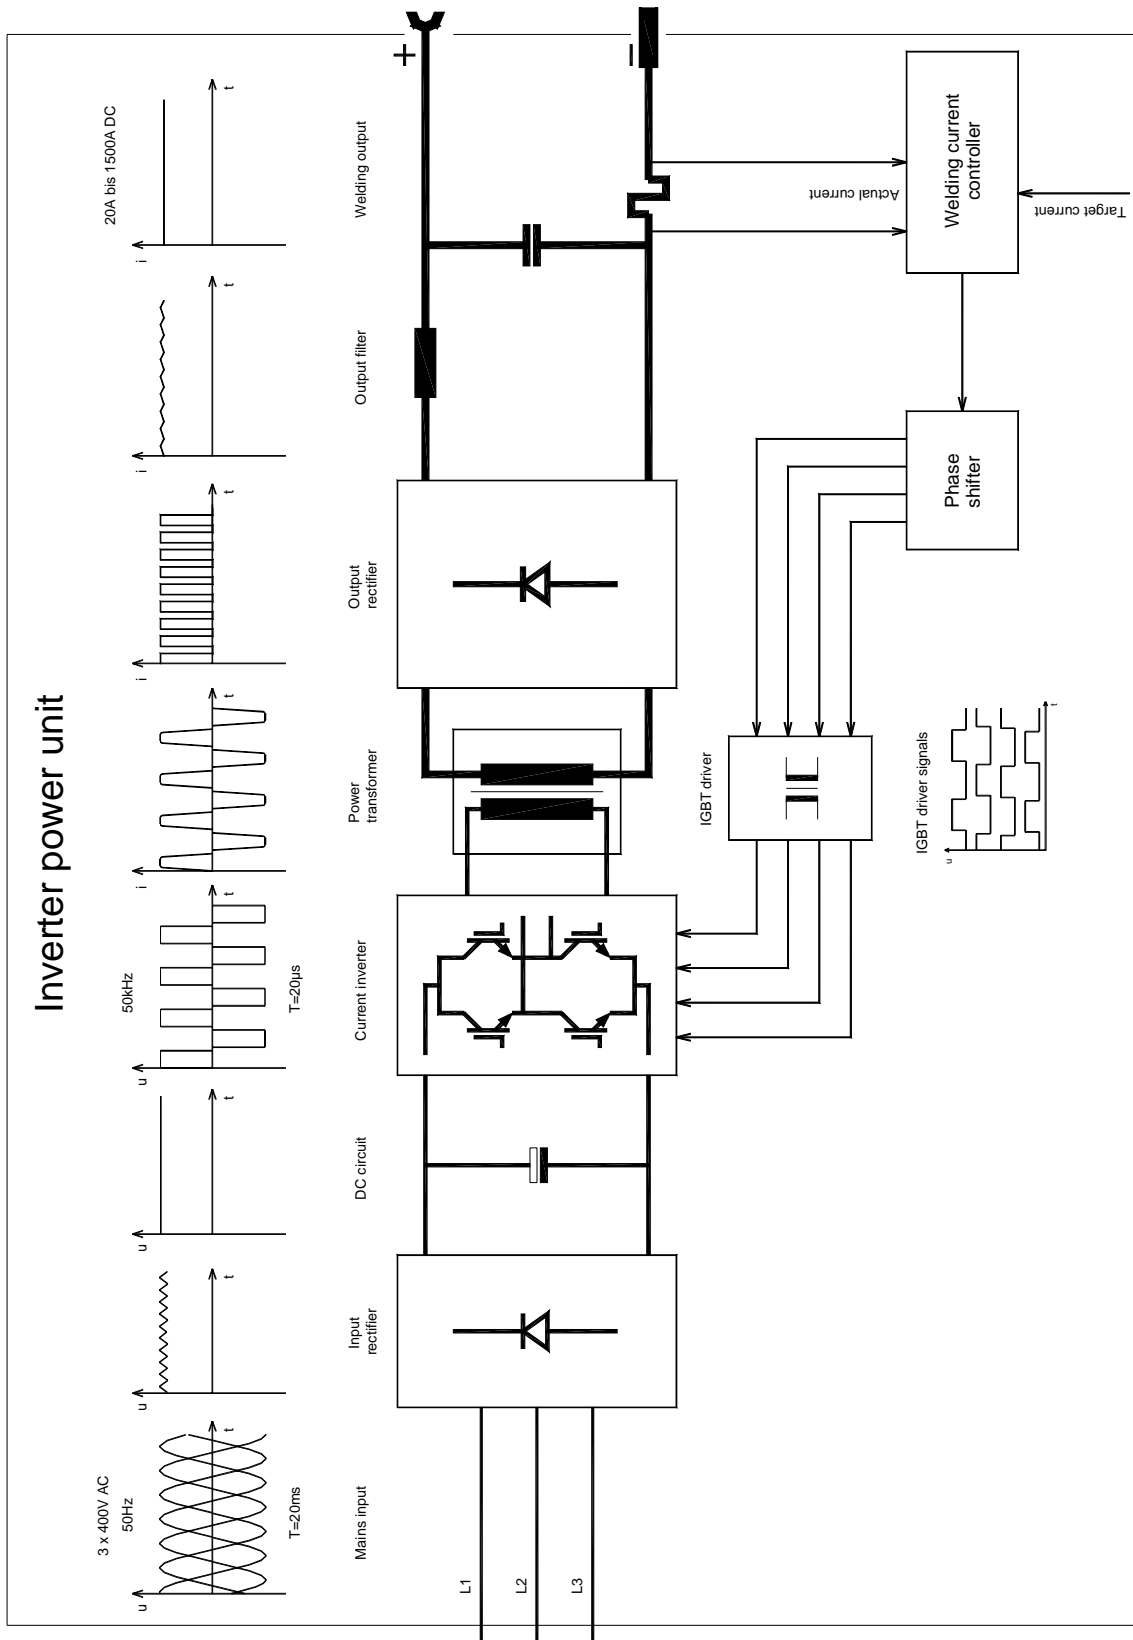 Inverter power unit
3 x 400V AC
50Hz
T=20ms
50kHz
T=20µs
20A bis 1500A DC
u
t
u
t
u
t
u
t
i
t
i
t
i
t
i
t
Mains input
Input
rectifier
DC circuit
Current inverter
Power
transformer
Output
rectifier
Output filter
Welding output
L1
L2
L3
+
–
IGBT driver
IGBT driver signals
u
t
Phase
shifter
Welding current
controller
Actual current
Target current